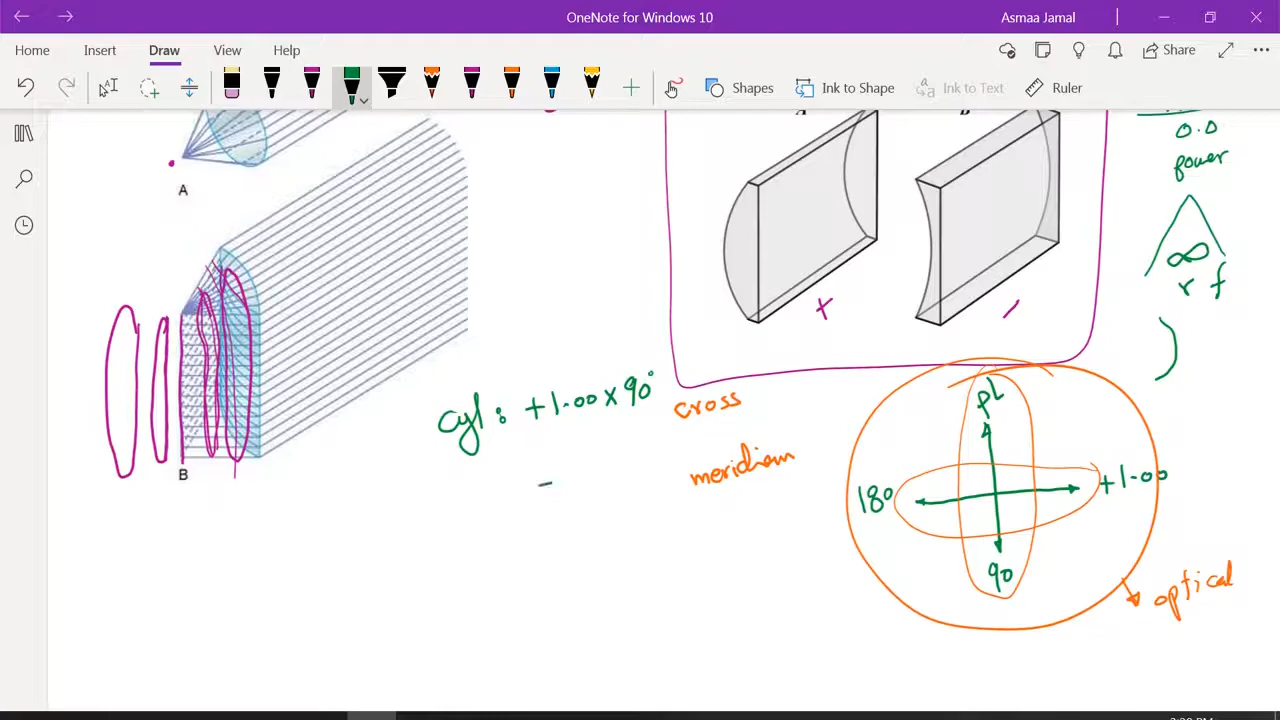 OneNote for Windows 10
Asmaa Jamal
Home Insert Draw View Help
Share
Shapes
Ink to Shape
Ink to Text
Ruler
A
B
0.0
power
∞
r f
A
+
B
cyl: +1.00 x 90°
cross
meridian
pl
180
+1.00
90
optical